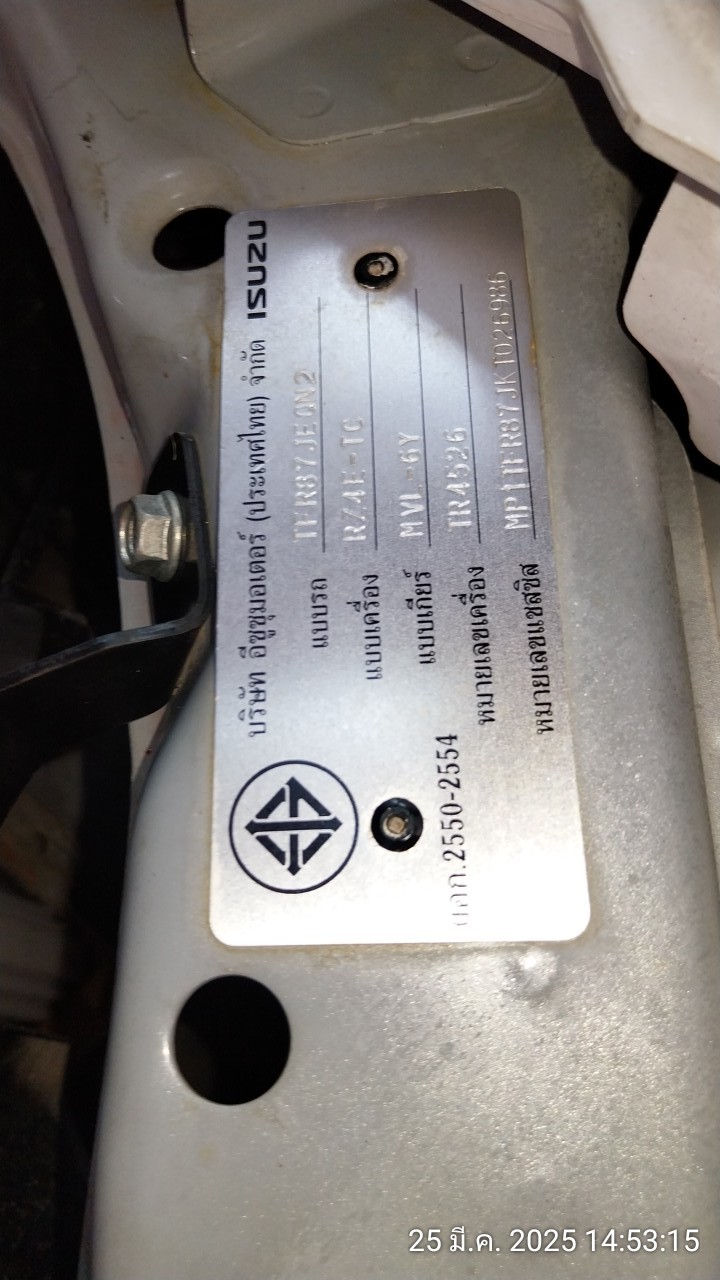 บริษัท อีซูซุมอเตอร์ (ประเทศไทย) จำกัด ISUZU
แบบรถ TFR87JE0N2
แบบเครื่อง RZ4E-TC
แบบเกียร์ MVL-6Y
มอก.2550-2554
หมายเลขเครื่อง TR4526
หมายเลขแชสซิส MP1TFR87JKT026986
25 มี.ค. 2025 14:53:15